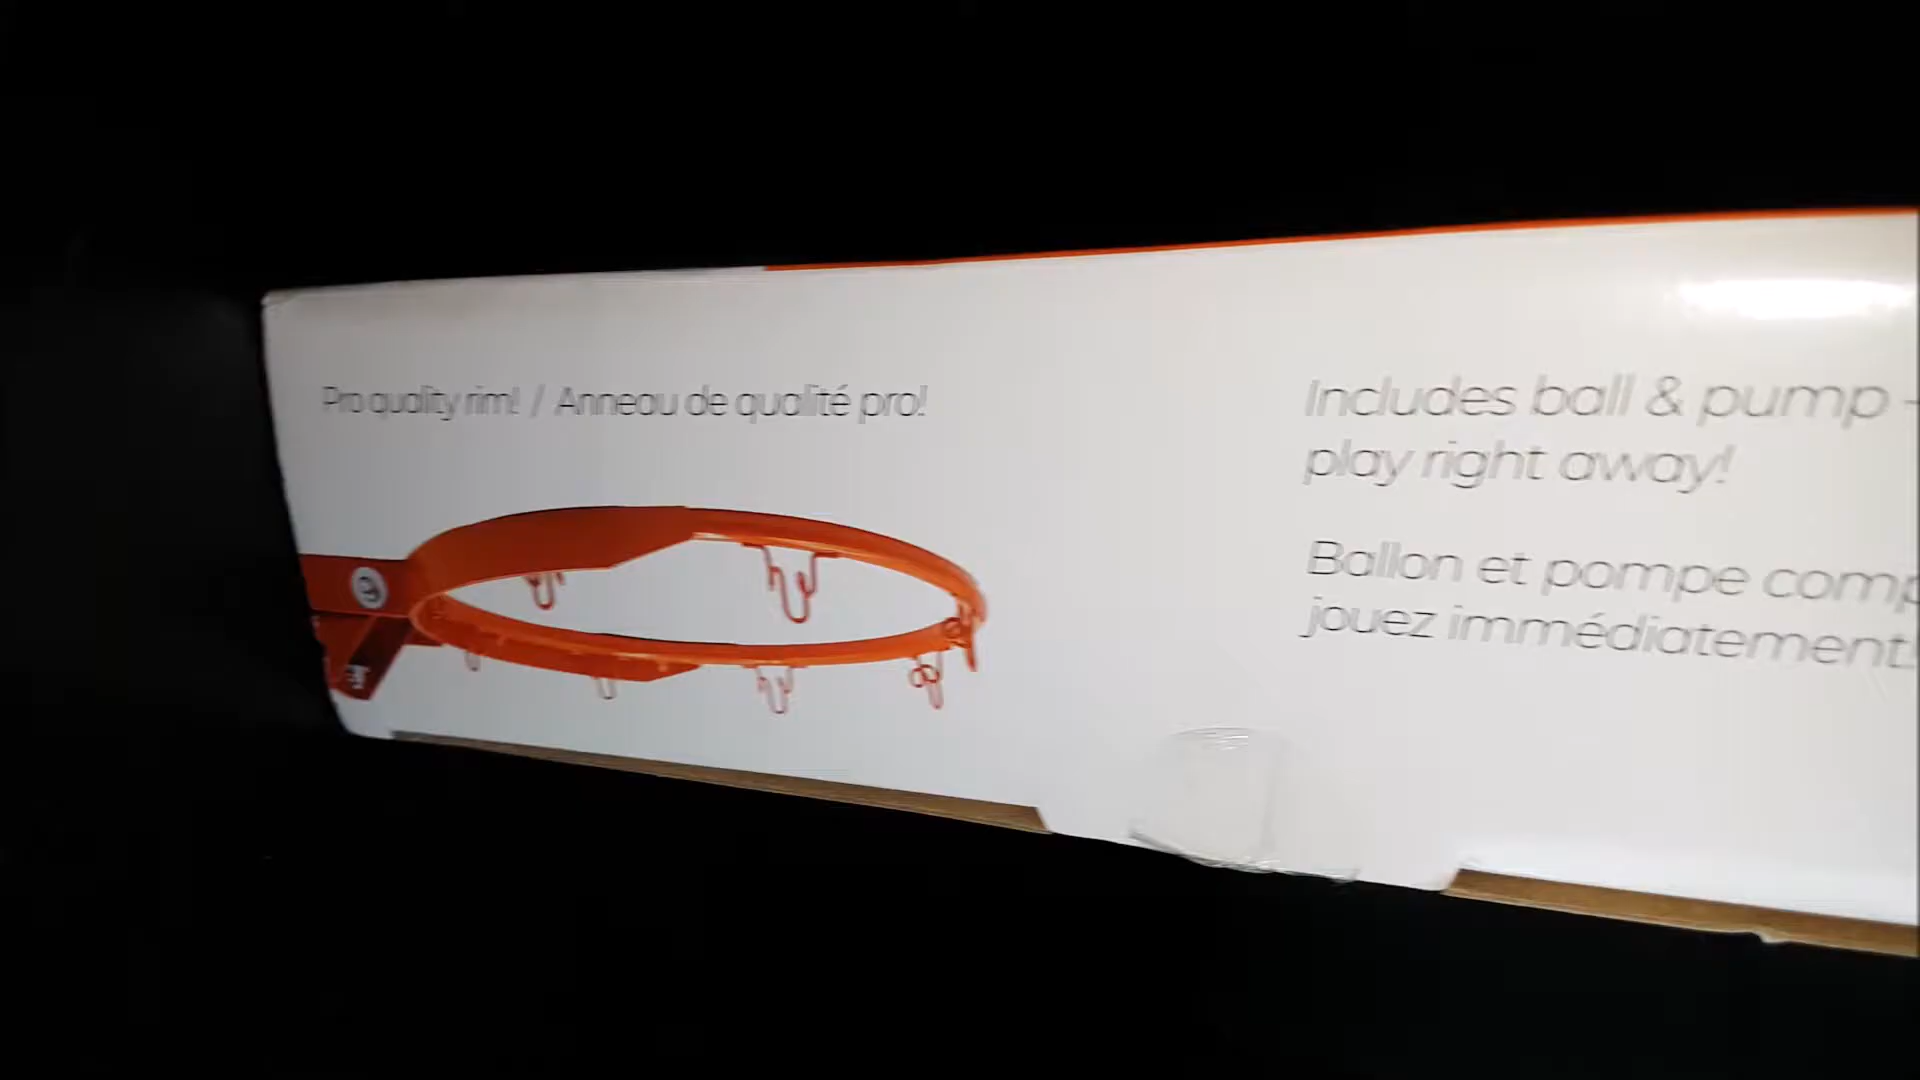 Pro quality rim! / Anneau de qualité pro!
Includes ball & pump -
play right away!
Ballon et pompe comp
jouez immédiatement!